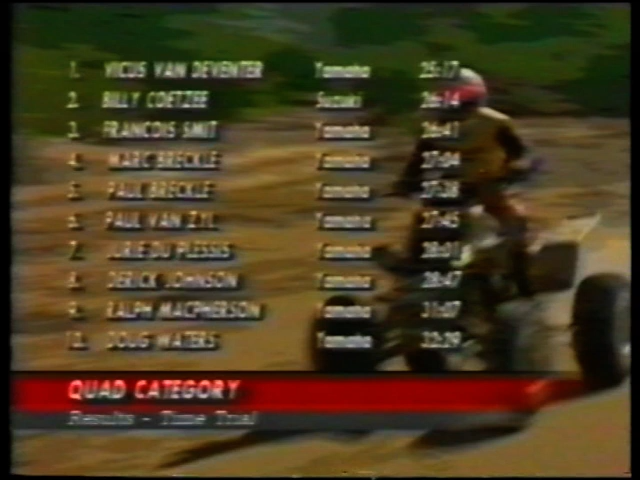 1. VICUS VAN DEVENTER Yamaha 25:17
2. BILLY COETZEE Suzuki 26:14
3. FRANCOIS SMIT Yamaha 26:41
4. MARC BRECKLE Yamaha 27:04
5. PAUL BRECKLE Yamaha 27:38
6. PAUL VAN ZYL Yamaha 27:45
7. JURIE DU PLESSIS Yamaha 28:01
8. DERICK JOHNSON Yamaha 28:47
9. RALPH MACPHERSON Yamaha 31:07
10. DOUG WATERS Yamaha
QUAD CATEGORY
Results - Time Trial